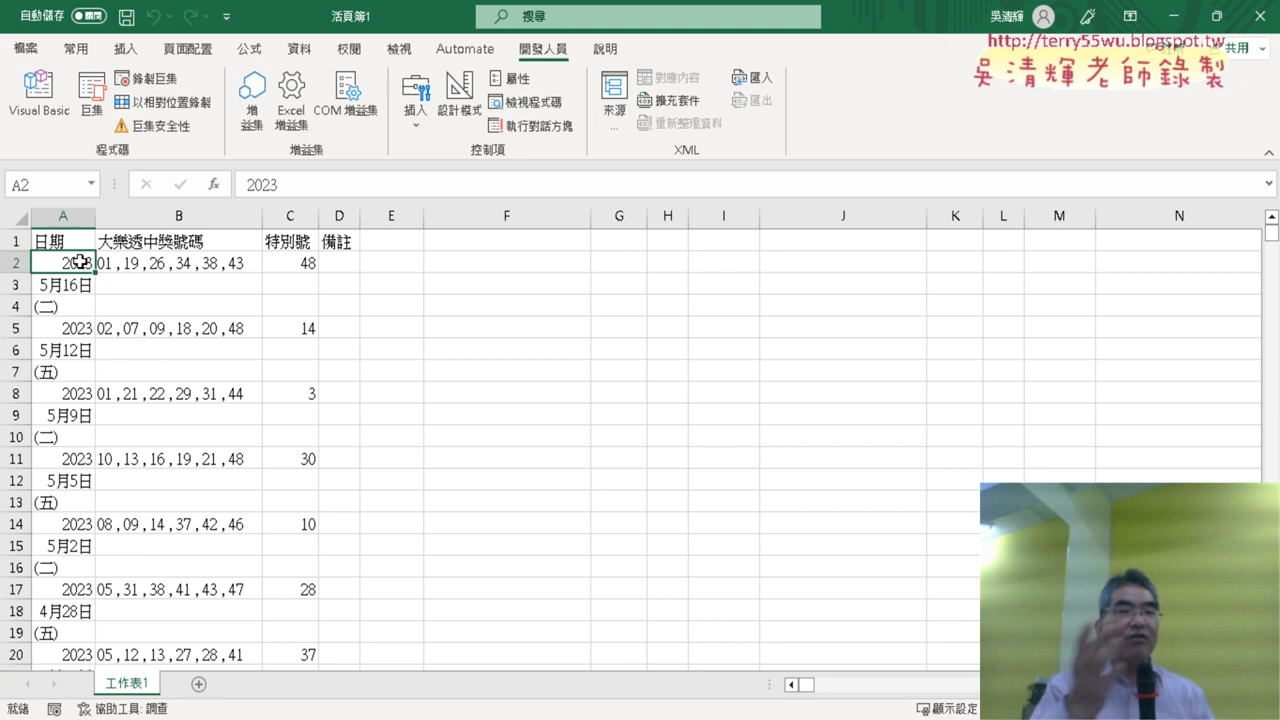 自動儲存
活頁簿1
搜尋
吳清輝
檔案 常用 插入 頁面配置 公式 資料 校閱 檢視 Automate 開發人員 說明
共用
http://terry55wu.blogspot.tw
吳清輝老師錄製
Visual Basic
巨集
錄製巨集
以相對位置錄製
巨集安全性
程式碼
增益集
Excel 增益集
COM 增益集
增益集
插入
設計模式
屬性
檢視程式碼
執行對話方塊
控制項
來源
...
對應內容
擴充套件
重新整理資料
匯入
匯出
XML
A2
fx
2023
A B C D E F G H I J K L M N
1 日期 大樂透中獎號碼 特別號 備註
2 2023 01,19,26,34,38,43 48
3 5月16日
4 (二)
5 2023 02,07,09,18,20,48 14
6 5月12日
7 (五)
8 2023 01,21,22,29,31,44 3
9 5月9日
10 (二)
11 2023 10,13,16,19,21,48 30
12 5月5日
13 (五)
14 2023 08,09,14,37,42,46 10
15 5月2日
16 (二)
17 2023 05,31,38,41,43,47 28
18 4月28日
19 (五)
20 2023 05,12,13,27,28,41 37
工作表1
就緒
協助工具: 調查
顯示設定